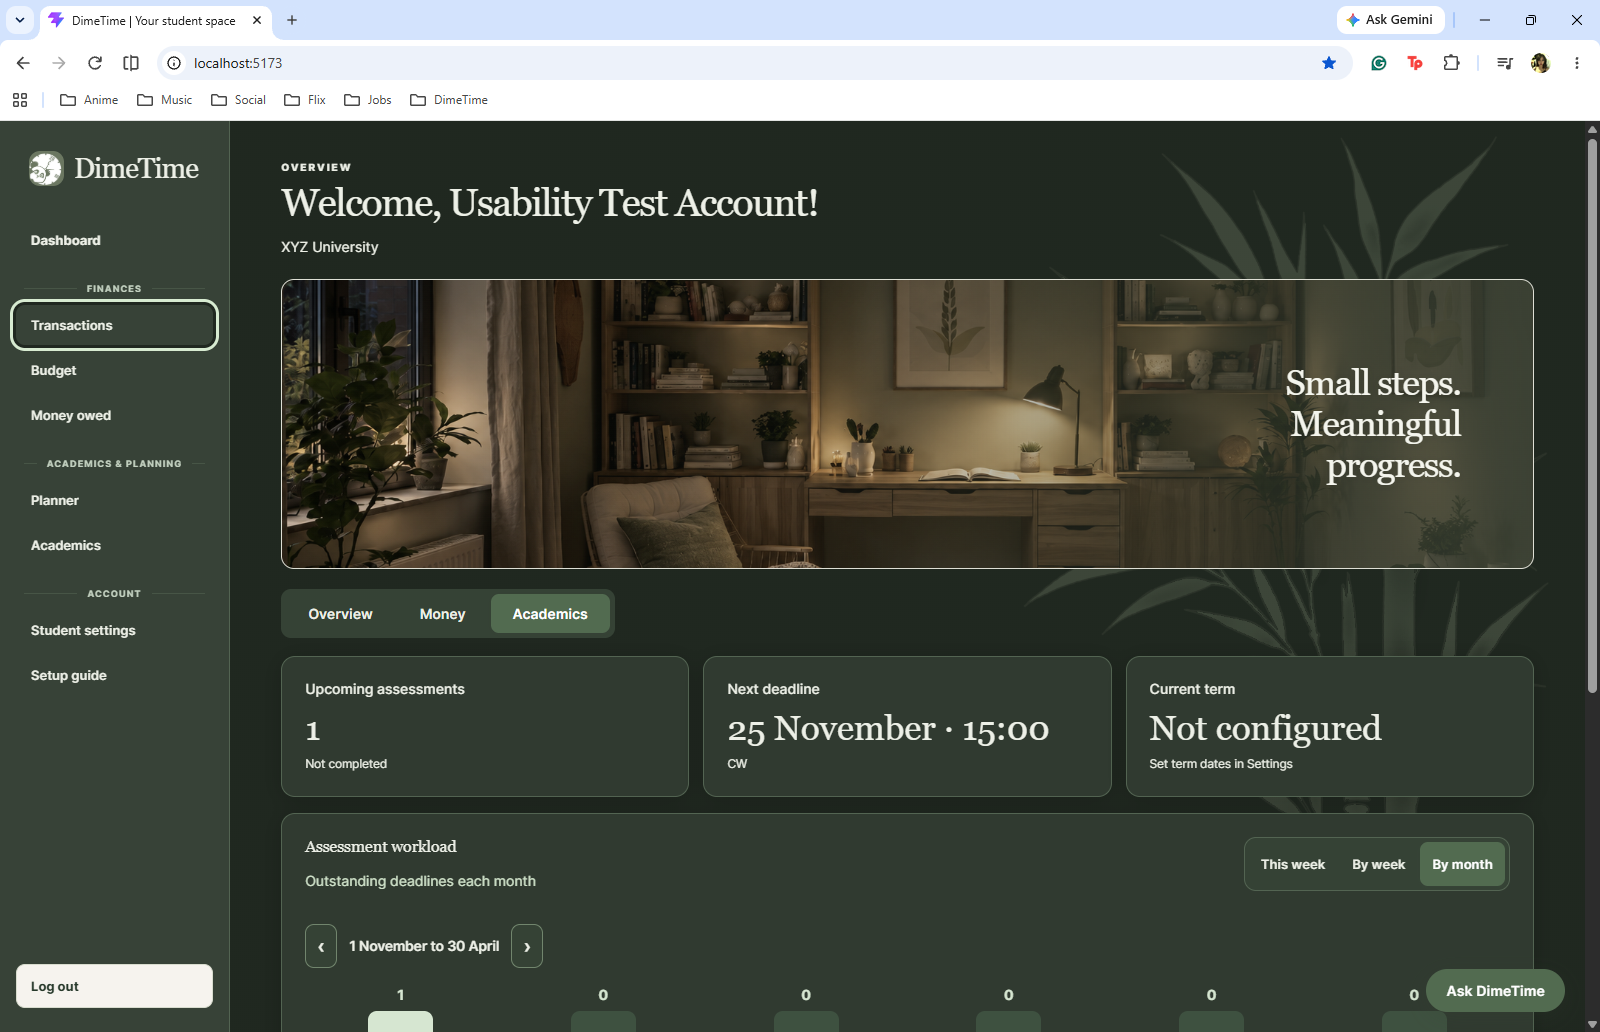 DimeTime | Your student space
Ask Gemini
localhost:5173
Anime
Music
Social
Flix
Jobs
DimeTime
DimeTime
Dashboard
FINANCES
Transactions
Budget
Money owed
ACADEMICS & PLANNING
Planner
Academics
ACCOUNT
Student settings
Setup guide
Log out
OVERVIEW
Welcome, Usability Test Account!
XYZ University
Small steps.
Meaningful
progress.
Overview
Money
Academics
Upcoming assessments
1
Not completed
Next deadline
25 November · 15:00
CW
Current term
Not configured
Set term dates in Settings
Assessment workload
Outstanding deadlines each month
This week
By week
By month
‹
1 November to 30 April
›
1
0
0
0
0
0
Ask DimeTime